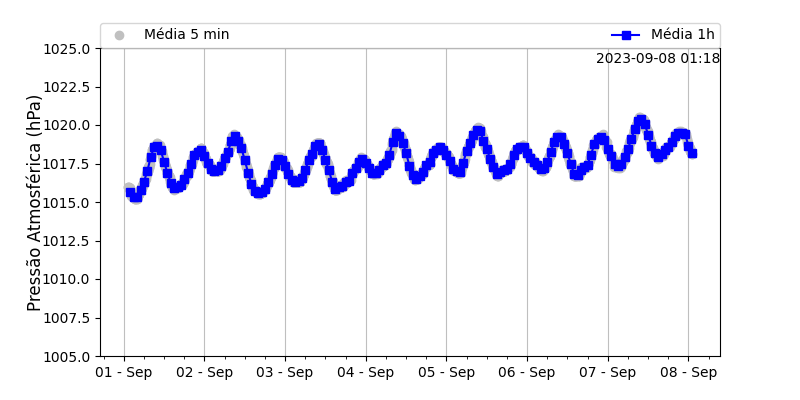 Média 5 min
Média 1h
2023-09-08 01:18
Pressão Atmosférica (hPa)
1025.0
1022.5
1020.0
1017.5
1015.0
1012.5
1010.0
1007.5
1005.0
01 - Sep
02 - Sep
03 - Sep
04 - Sep
05 - Sep
06 - Sep
07 - Sep
08 - Sep